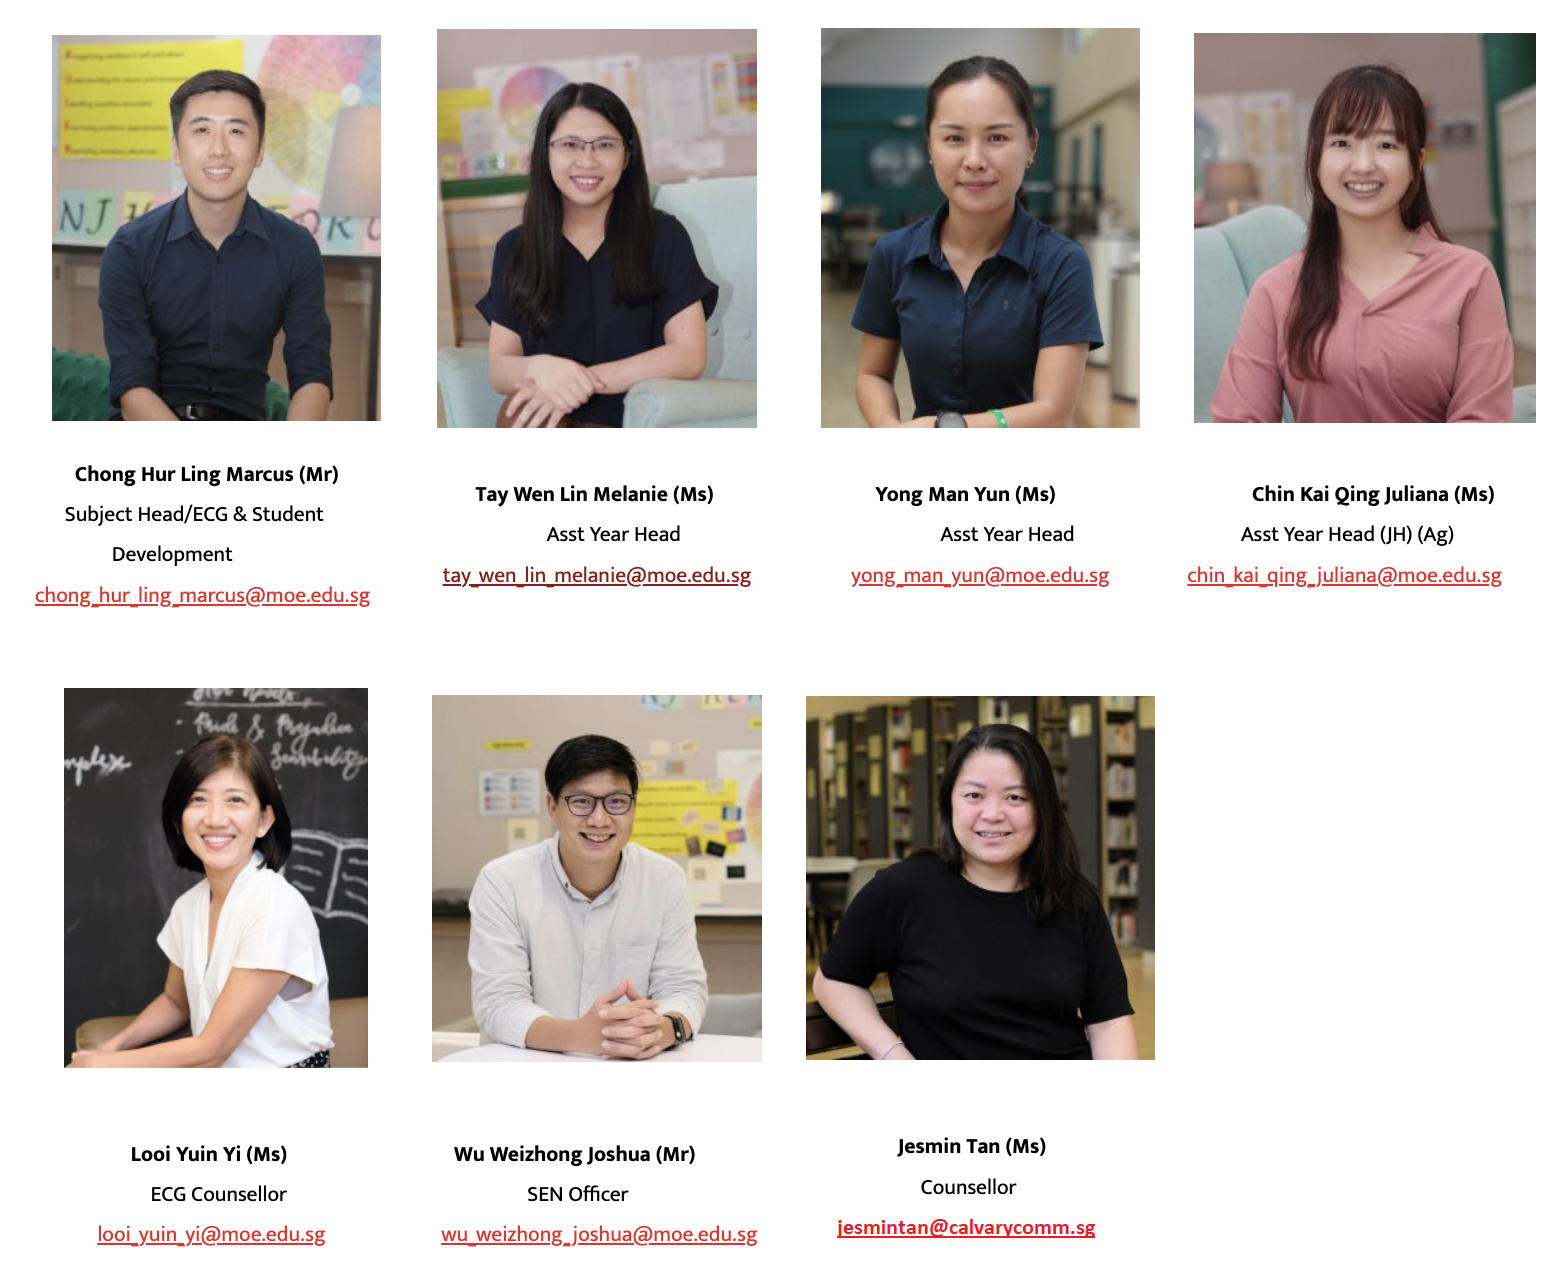 NJ
Chong Hur Ling Marcus (Mr)
Subject Head/ECG & Student
Development
chong_hur_ling_marcus@moe.edu.sg
Tay Wen Lin Melanie (Ms)
Asst Year Head
tay_wen_lin_melanie@moe.edu.sg
Yong Man Yun (Ms)
Asst Year Head
yong_man_yun@moe.edu.sg
Chin Kai Qing Juliana (Ms)
Asst Year Head (JH) (Ag)
chin_kai_qing_juliana@moe.edu.sg
Pride & Prejudice
Sensibility
Looi Yuin Yi (Ms)
ECG Counsellor
looi_yuin_yi@moe.edu.sg
Wu Weizhong Joshua (Mr)
SEN Officer
wu_weizhong_joshua@moe.edu.sg
Jesmin Tan (Ms)
Counsellor
jesmintan@calvarycomm.sg